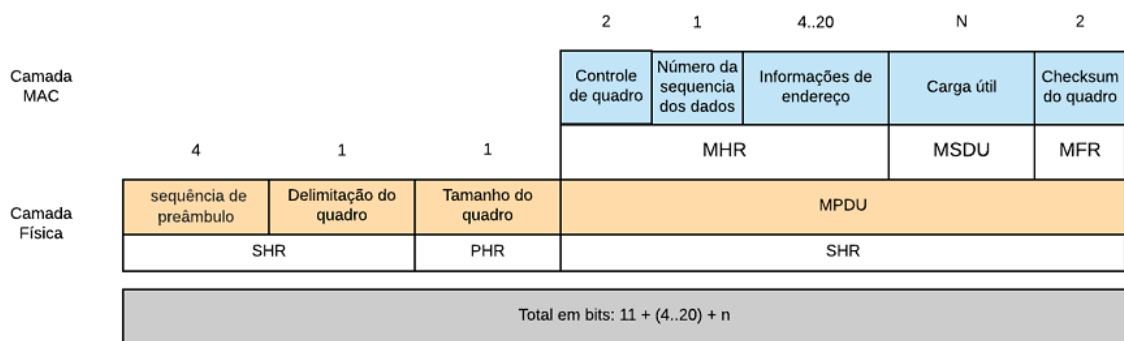 2 1 4..20 N 2
Camada
MAC
Controle
de quadro
Número da
sequencia
dos dados
Informações de
endereço
Carga útil
Checksum
do quadro
MHR MSDU MFR
4 1 1
Camada
Física
sequência de
preâmbulo
Delimitação do
quadro
Tamanho do
quadro
MPDU
SHR PHR SHR
Total em bits: 11 + (4..20) + n